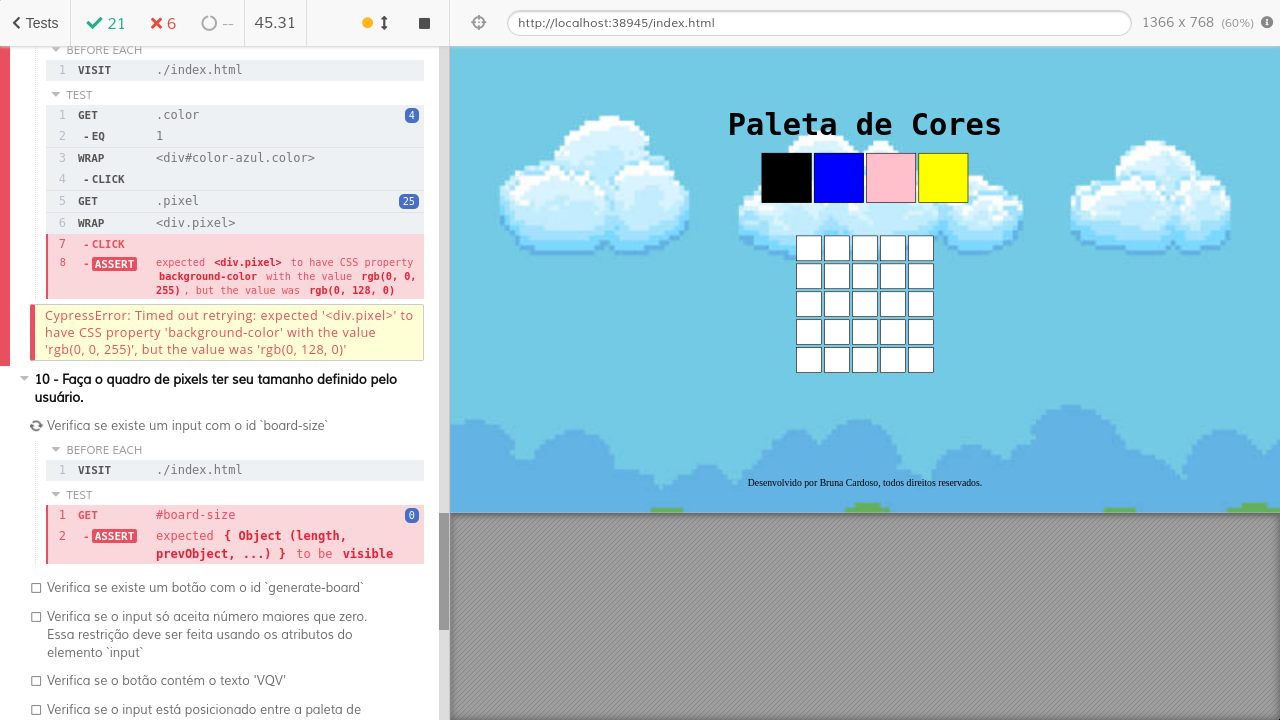 Tests
21
6
--
45.31
http://localhost:38945/index.html
1366 x 768 (60%)
BEFORE EACH
1 VISIT ./index.html
TEST
1 GET .color 4
2 - EQ 1
3 WRAP <div#color-azul.color>
4 - CLICK
5 GET .pixel 25
6 WRAP <div.pixel>
7 - CLICK
8 - ASSERT expected <div.pixel> to have CSS property
background-color with the value rgb(0, 0,
255) , but the value was rgb(0, 128, 0)
CypressError: Timed out retrying: expected '<div.pixel>' to
have CSS property 'background-color' with the value
'rgb(0, 0, 255)', but the value was 'rgb(0, 128, 0)'
10 - Faça o quadro de pixels ter seu tamanho definido pelo
usuário.
Verifica se existe um input com o id `board-size`
BEFORE EACH
1 VISIT ./index.html
TEST
1 GET #board-size 0
2 - ASSERT expected { Object (length,
prevObject, ...) } to be visible
Verifica se existe um botão com o id `generate-board`
Verifica se o input só aceita número maiores que zero.
Essa restrição deve ser feita usando os atributos do
elemento `input`
Verifica se o botão contém o texto 'VQV'
Verifica se o input está posicionado entre a paleta de
Paleta de Cores
Desenvolvido por Bruna Cardoso, todos direitos reservados.